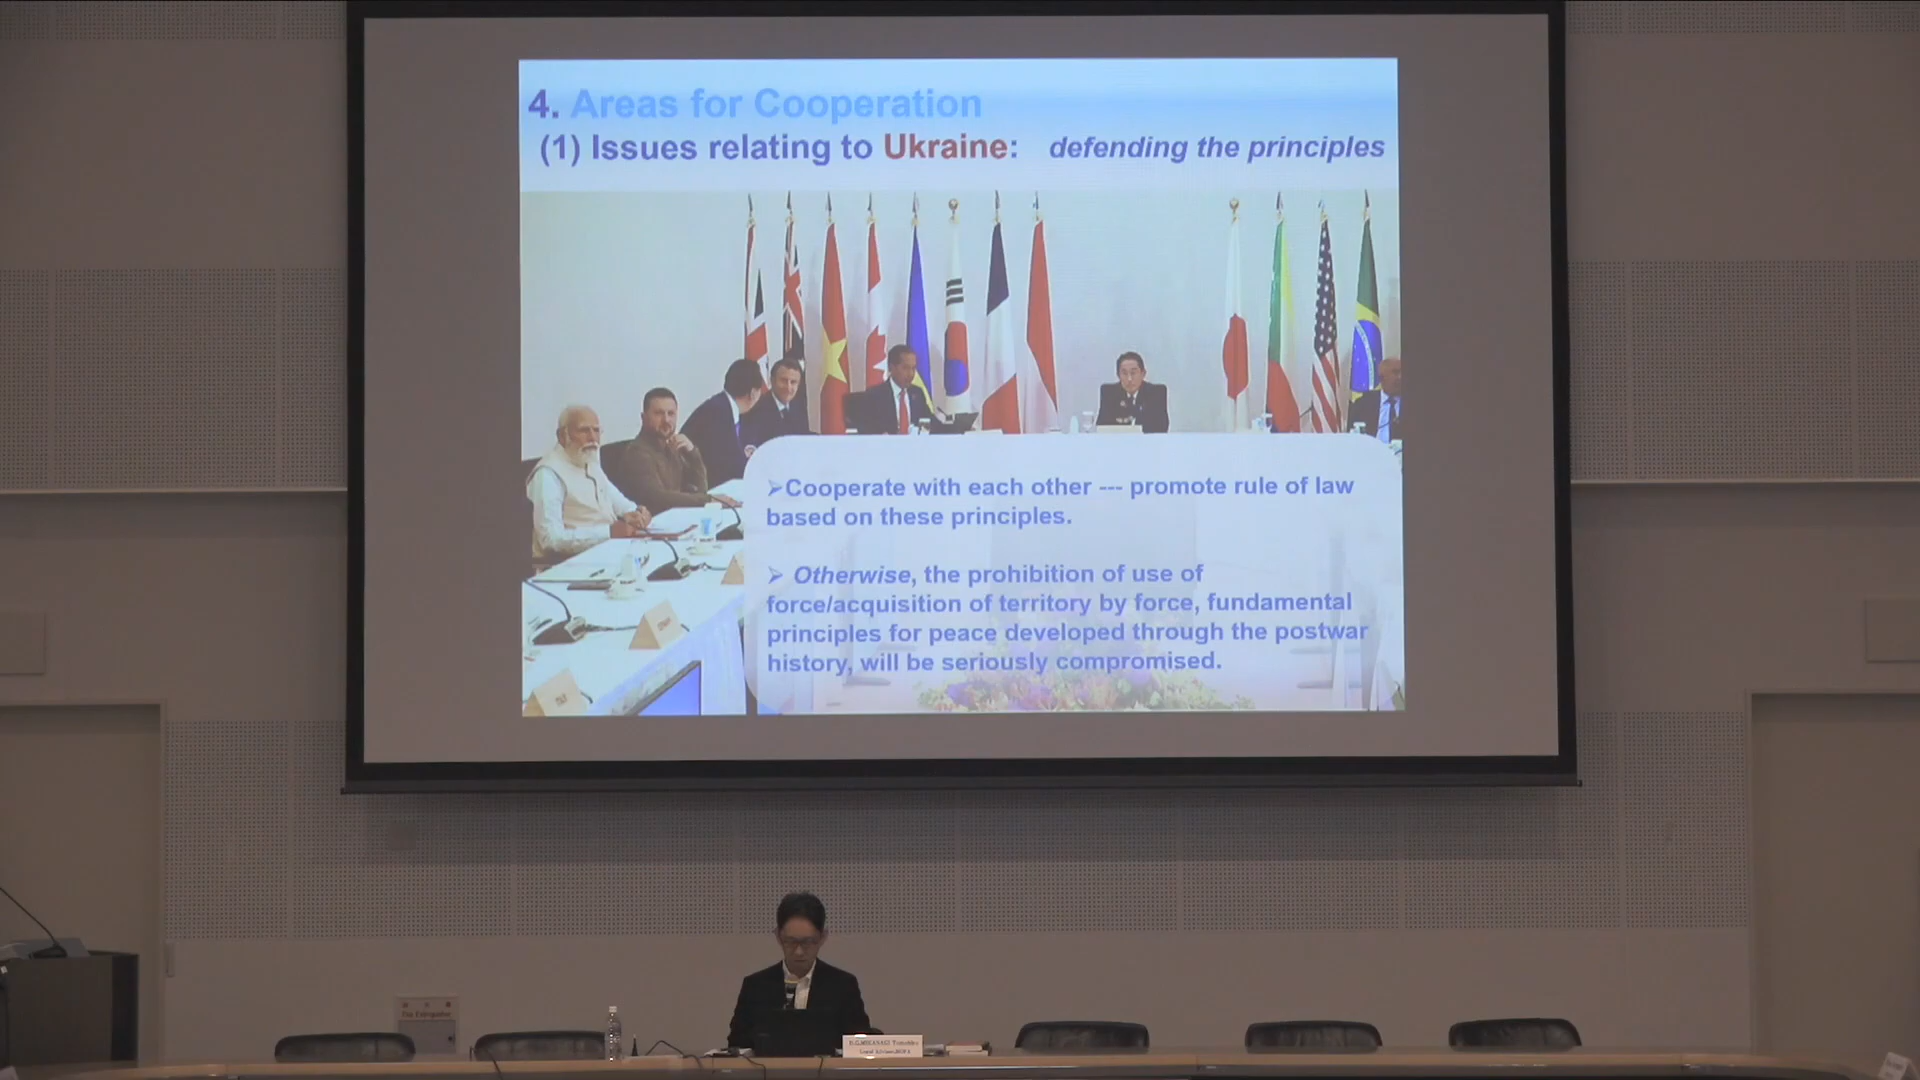 4. Areas for Cooperation
(1) Issues relating to Ukraine: defending the principles
➢Cooperate with each other --- promote rule of law
based on these principles.
➢ Otherwise, the prohibition of use of
force/acquisition of territory by force, fundamental
principles for peace developed through the postwar
history, will be seriously compromised.
Fire Extinguisher